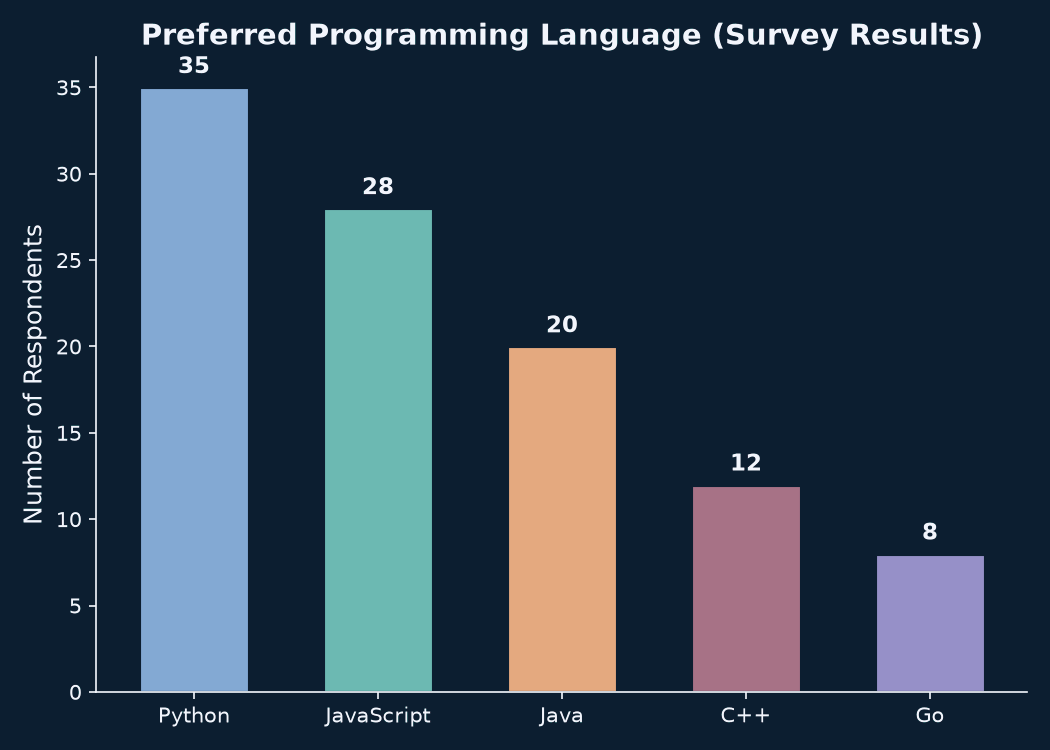 Preferred Programming Language (Survey Results)
Number of Respondents
35
30
25
20
15
10
5
0
35
28
20
12
8
Python
JavaScript
Java
C++
Go